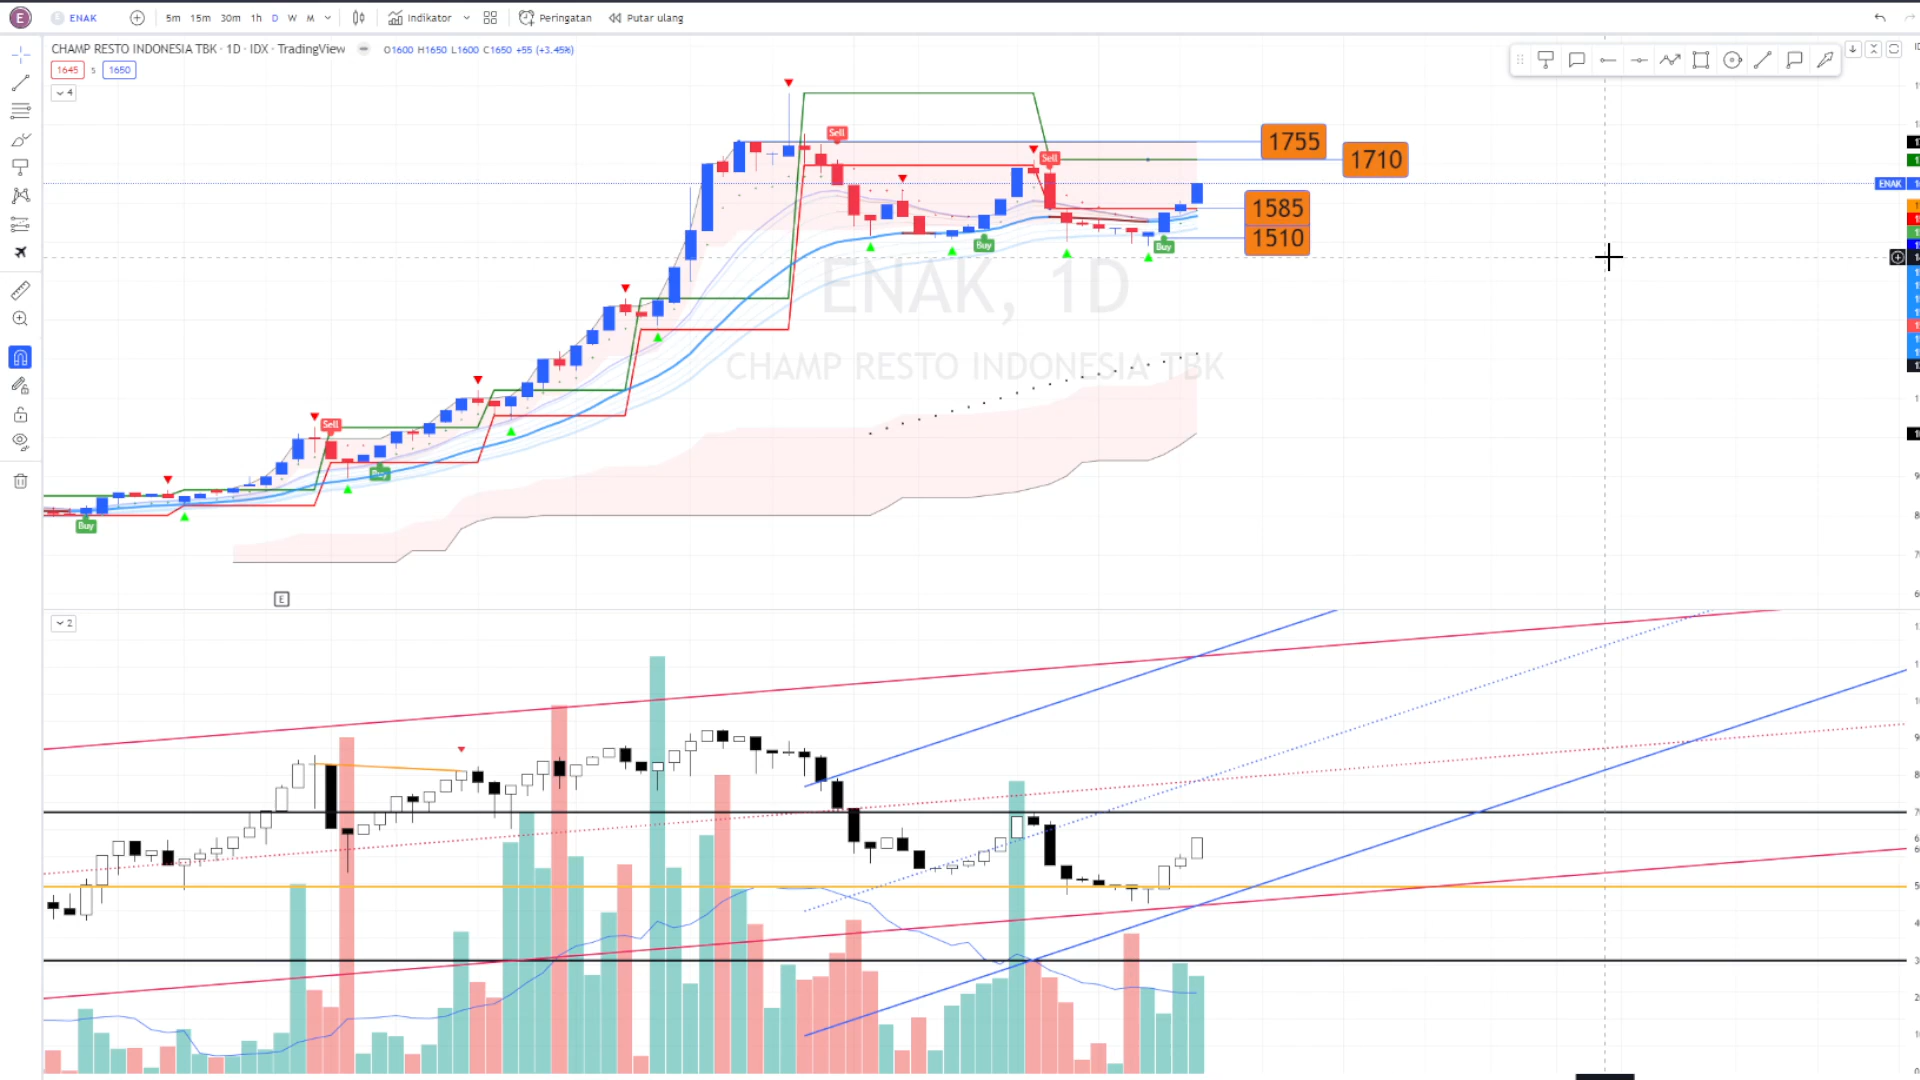 E
ENAK
5m 15m 30m 1h D W M
Indikator
Peringatan
Putar ulang
CHAMP RESTO INDONESIA TBK · 1D · IDX · TradingView
O1600 H1650 L1600 C1650 +55 (+3.45%)
1645 5 1650
4
Sell
Sell
1755
1710
ENAK
1585
1510
Buy
Buy
ENAK, 1D
CHAMP RESTO INDONESIA TBK
Sell
Buy
Buy
E
2